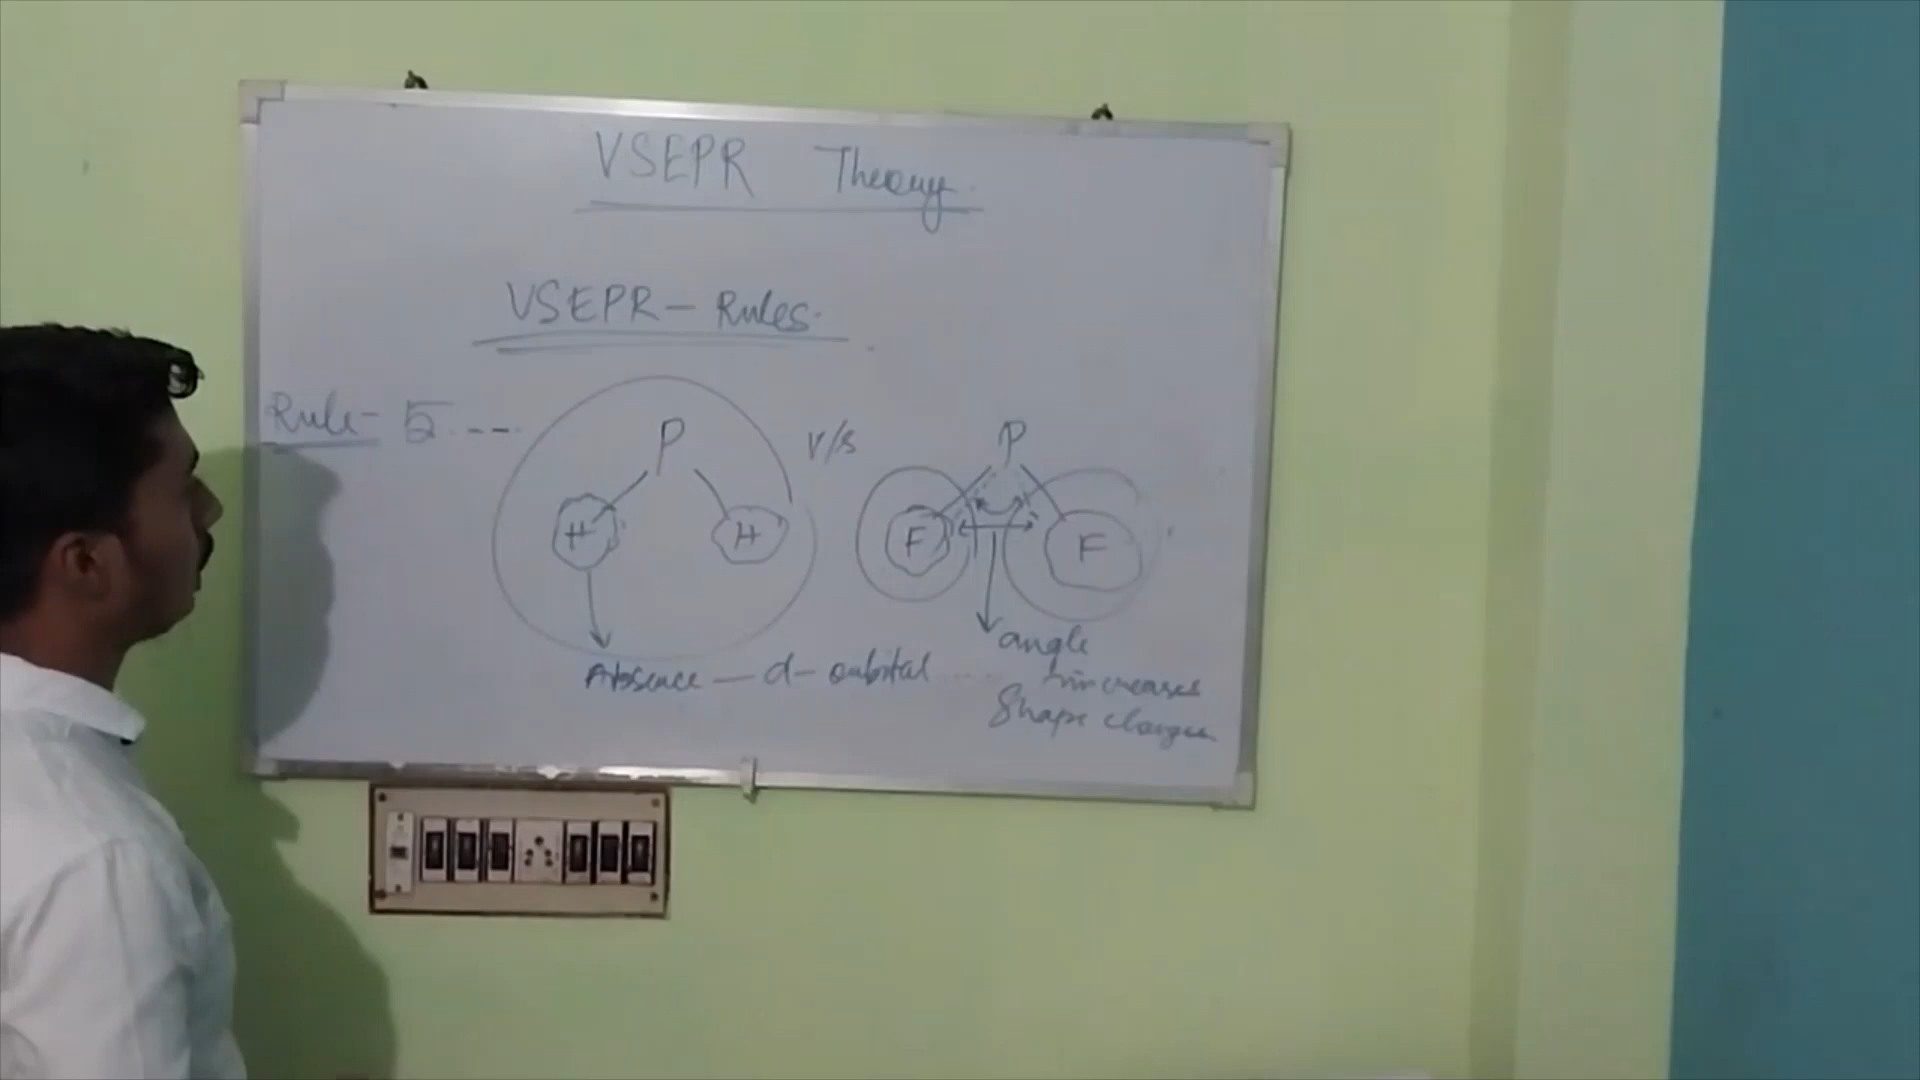 VSEPR Theory.
VSEPR - Rules.
Rule - 5 ----
P v/s P
H H F F
Absence — d - orbital ....
angle
increases
Shape changes